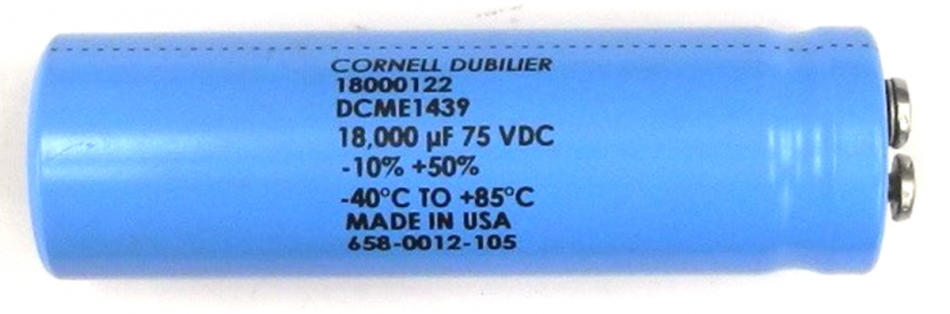 CORNELL DUBILIER
18000122
DCME1439
18,000 µF 75 VDC
-10% +50%
-40°C TO +85°C
MADE IN USA
658-0012-105